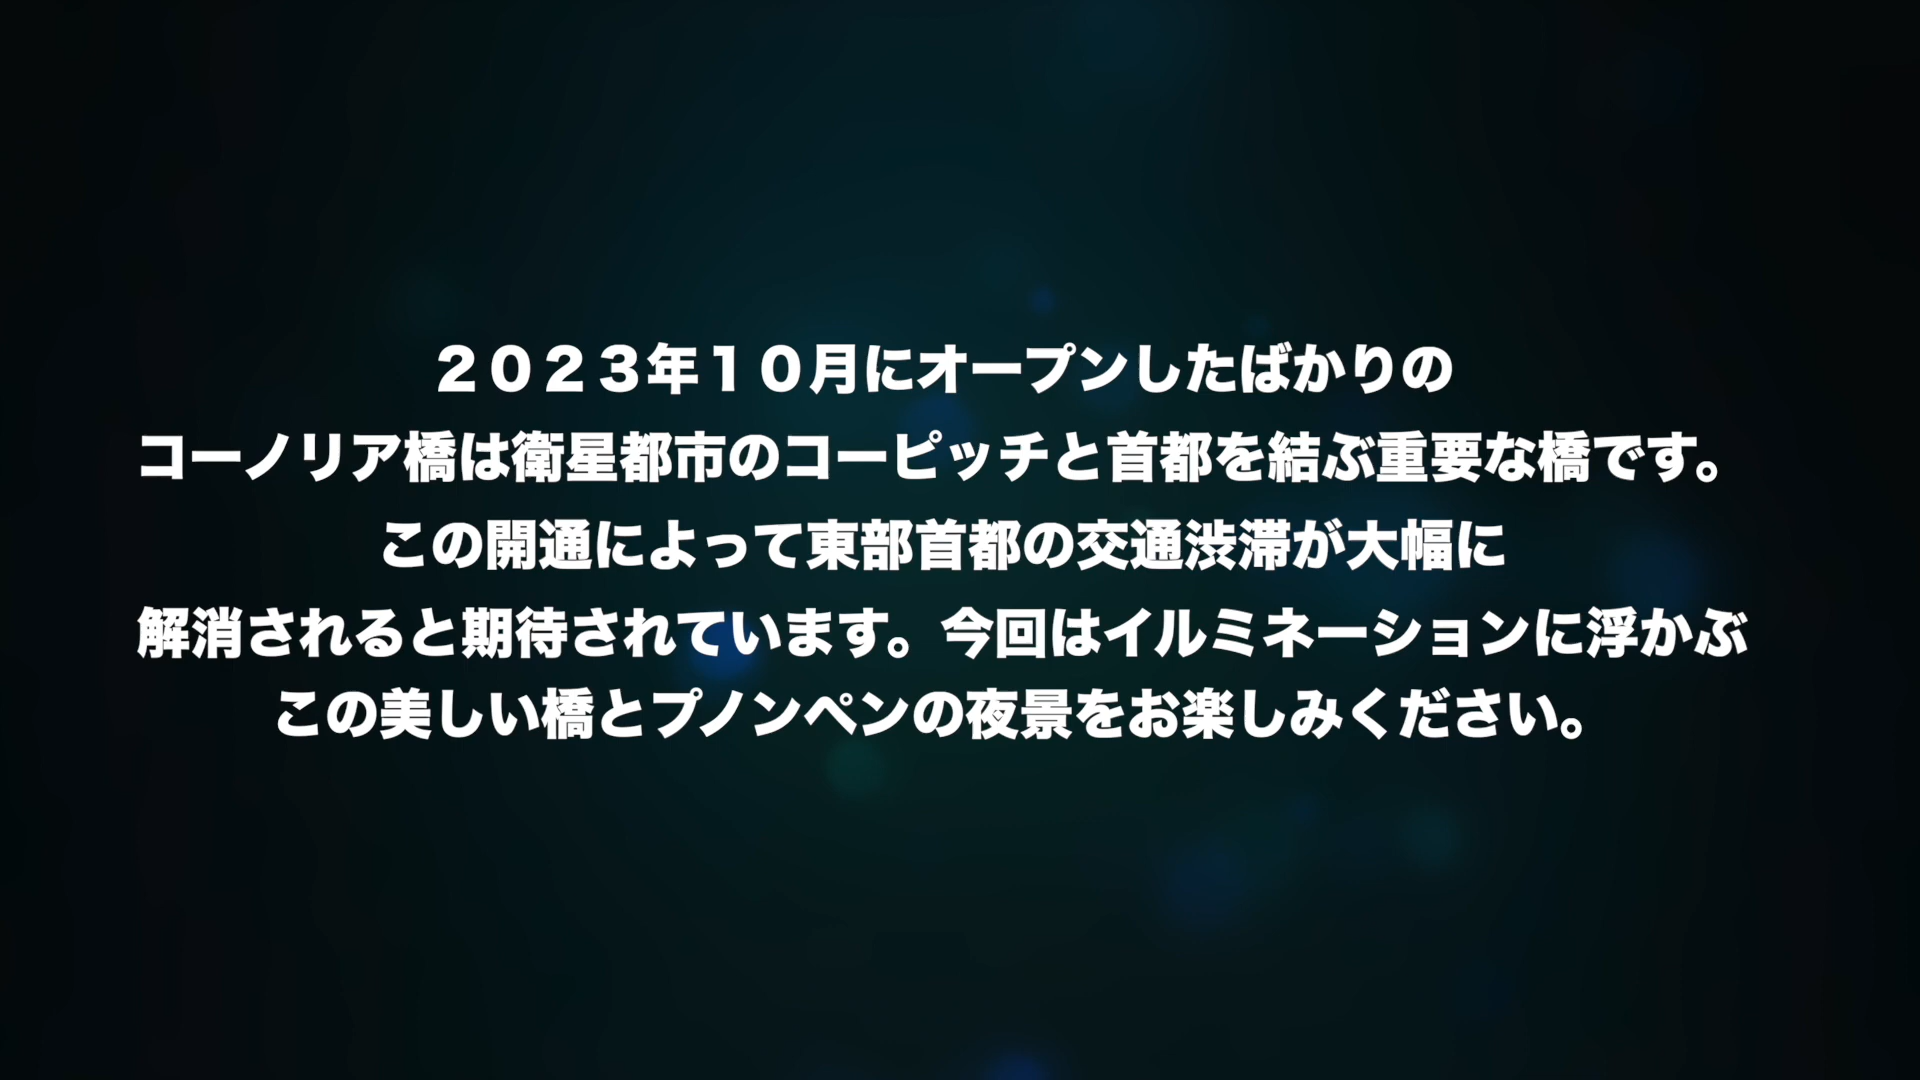 ２０２３年１０月にオープンしたばかりの
コーノリア橋は衛星都市のコーピッチと首都を結ぶ重要な橋です。
この開通によって東部首都の交通渋滞が大幅に
解消されると期待されています。今回はイルミネーションに浮かぶ
この美しい橋とプノンペンの夜景をお楽しみください。